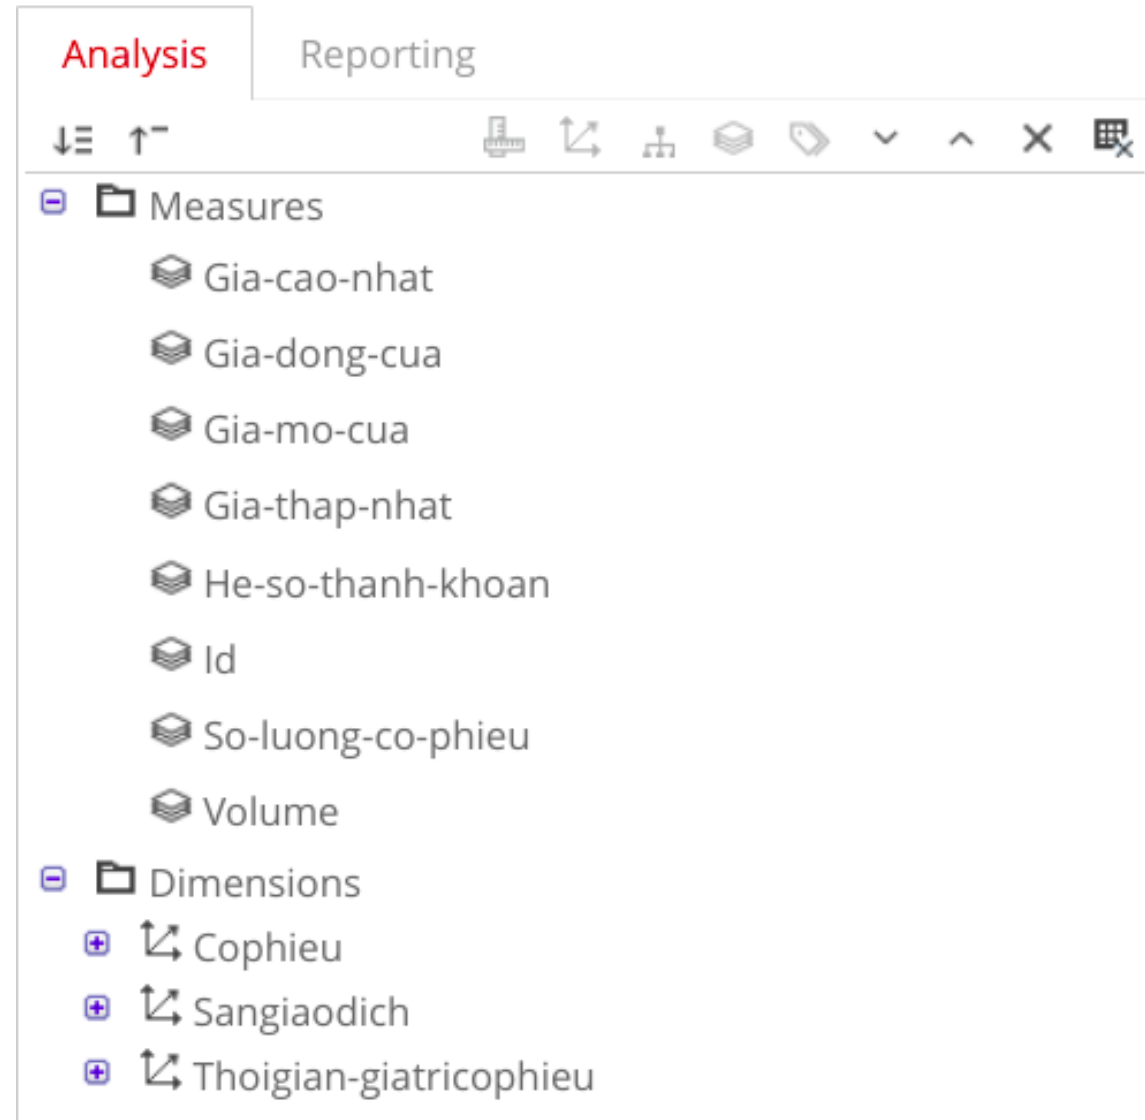 Analysis Reporting
Measures
Gia-cao-nhat
Gia-dong-cua
Gia-mo-cua
Gia-thap-nhat
He-so-thanh-khoan
Id
So-luong-co-phieu
Volume
Dimensions
Cophieu
Sangiaodich
Thoigian-giatricophieu